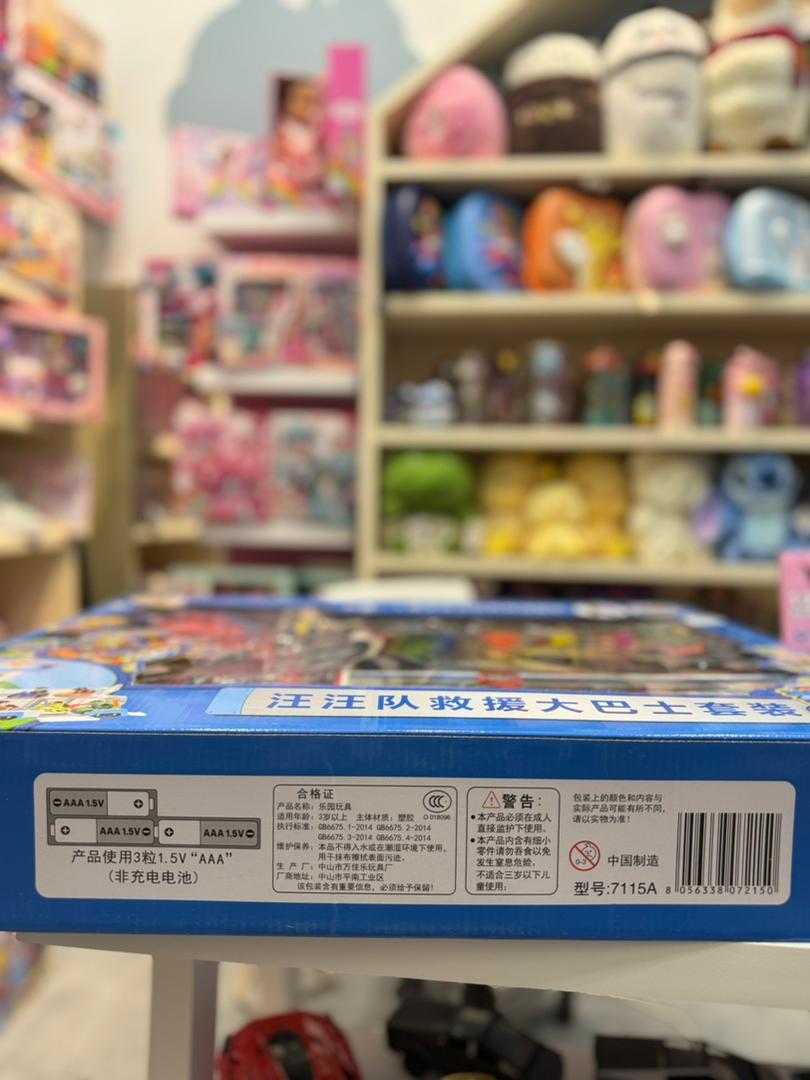 汪汪队救援大巴士套装
AAA 1.5V
AAA 1.5V
AAA 1.5V
产品使用3粒1.5V“AAA”
(非充电电池)
合格证
产品名称：乐园玩具
适用年龄：3岁以上 主体材质：塑胶
执行标准：GB6675.1-2014 GB6675.2-2014
GB6675.3-2014 GB6675.4-2014
维护保养：本品不得入水或在潮湿环境下使用，
用干抹布擦拭表面污迹。
生 产 厂：中山市万佳乐玩具厂
厂商地址：中山市平南工业区
该包装含有重要信息，必须给予保留！
CCC
018096
警告：
●本产品必须在成人
直接监护下使用。
●本产品内含有细小
零件请勿吞食以免
发生窒息危险，
不适合三岁以下儿
童使用；
包装上的颜色和内容与
实际产品可能有所不同，
请以实物为准！
0-3
中国制造
型号:7115A
8 056338 072150